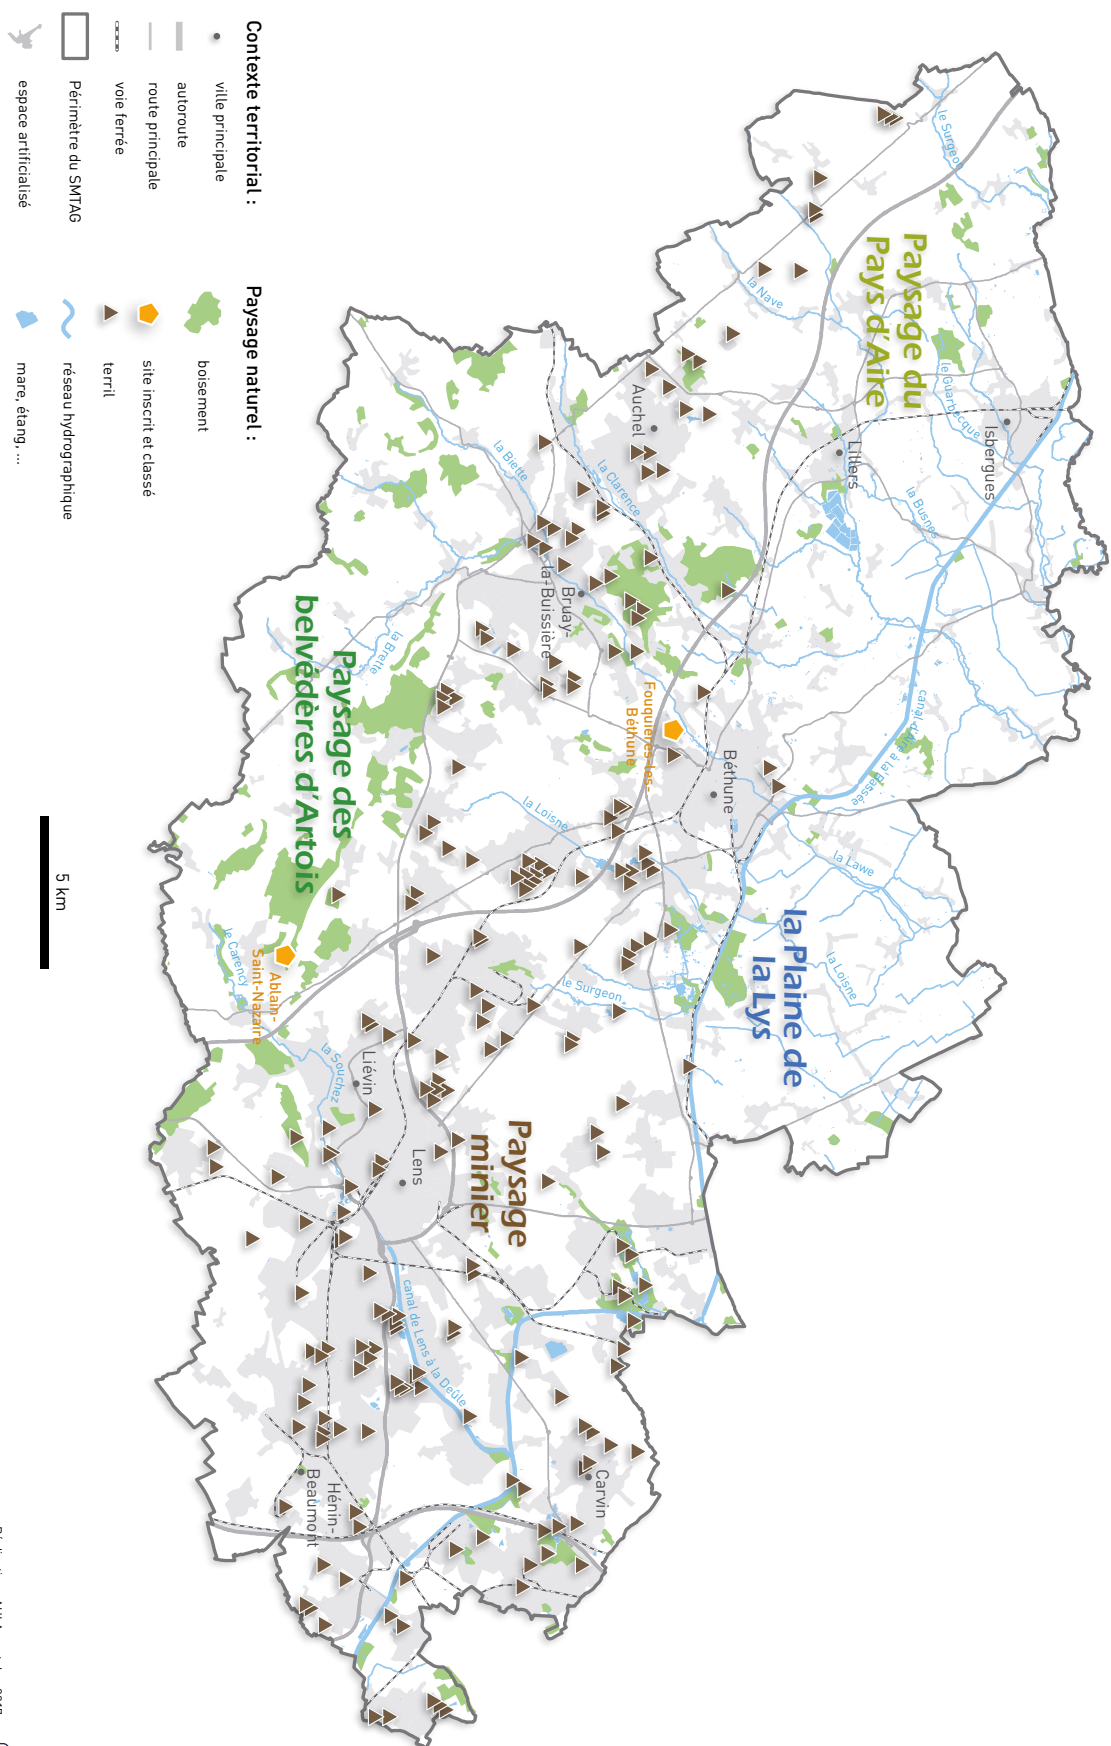 Paysage du
Pays d'Aire
la Plaine de
la Lys
Paysage
minier
Paysage des
belvédères d'Artois
Isbergues
Lillers
Auchel
Bruay-
la-Buissière
Béthune
Liévin
Lens
Carvin
Hénin-
Beaumont
Fouquières-les-
Béthune
Ablain-
Saint-Nazaire
le Surgeon
la Nave
le Guarbecque
la Busnes
la Clarence
la Biette
la Brette
canal d'Aire à la Bassée
la Lawe
la Loisne
la Loisne
le Surgeon
le Carency
la Souchez
canal de Lens à la Deûle
Contexte territorial :
ville principale
autoroute
route principale
voie ferrée
Périmètre du SMTAG
espace artificialisé
Paysage naturel :
boisement
site inscrit et classé
terril
réseau hydrographique
mare, étang, ...
5 km